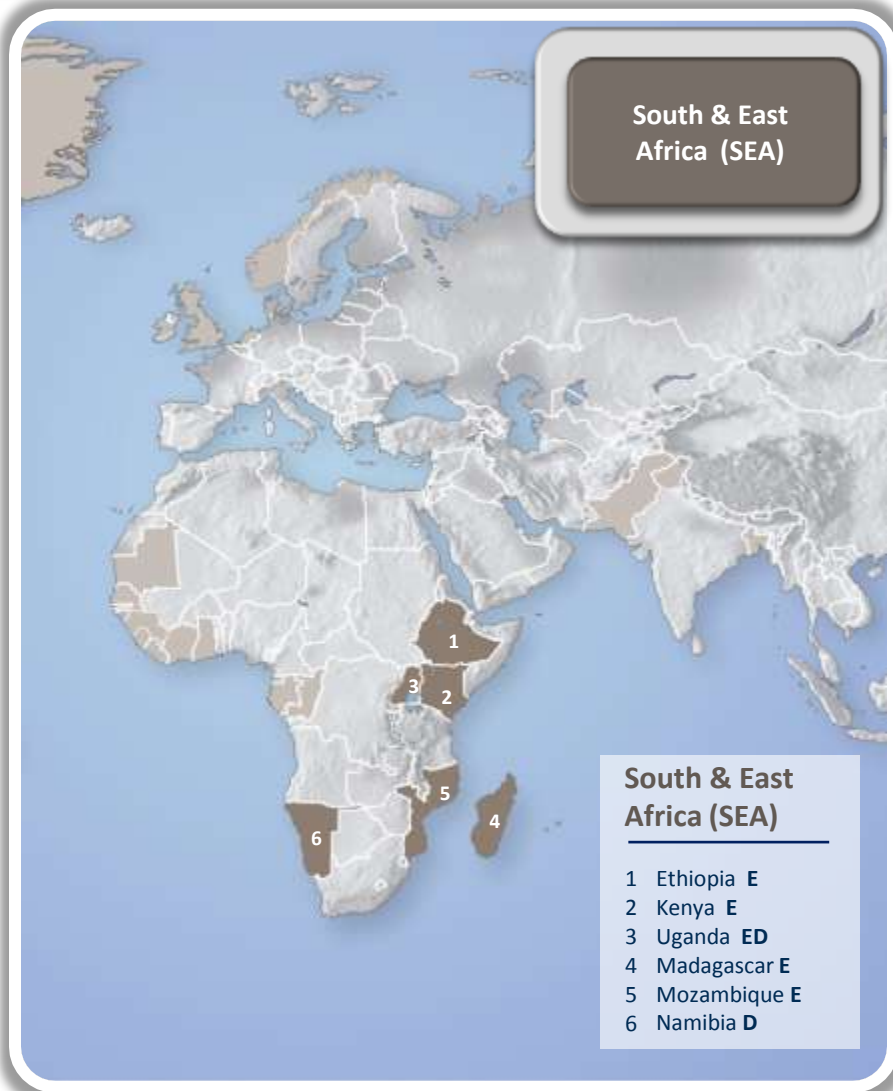 South & East
Africa (SEA)
1
3
2
5
4
6
South & East
Africa (SEA)
1 Ethiopia E
2 Kenya E
3 Uganda ED
4 Madagascar E
5 Mozambique E
6 Namibia D